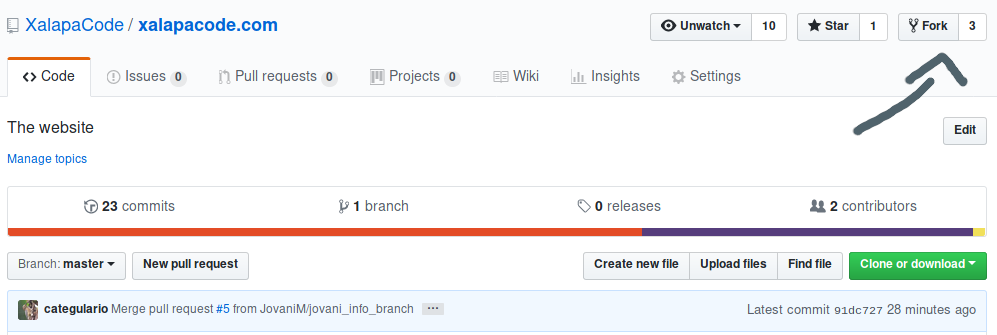 XalapaCode / xalapacode.com Unwatch 10 Star 1 Fork 3
Code Issues 0 Pull requests 0 Projects 0 Wiki Insights Settings
The website Edit
Manage topics
23 commits 1 branch 0 releases 2 contributors
Branch: master New pull request Create new file Upload files Find file Clone or download
categulario Merge pull request #5 from JovaniM/jovani_info_branch ... Latest commit 91dc727 28 minutes ago